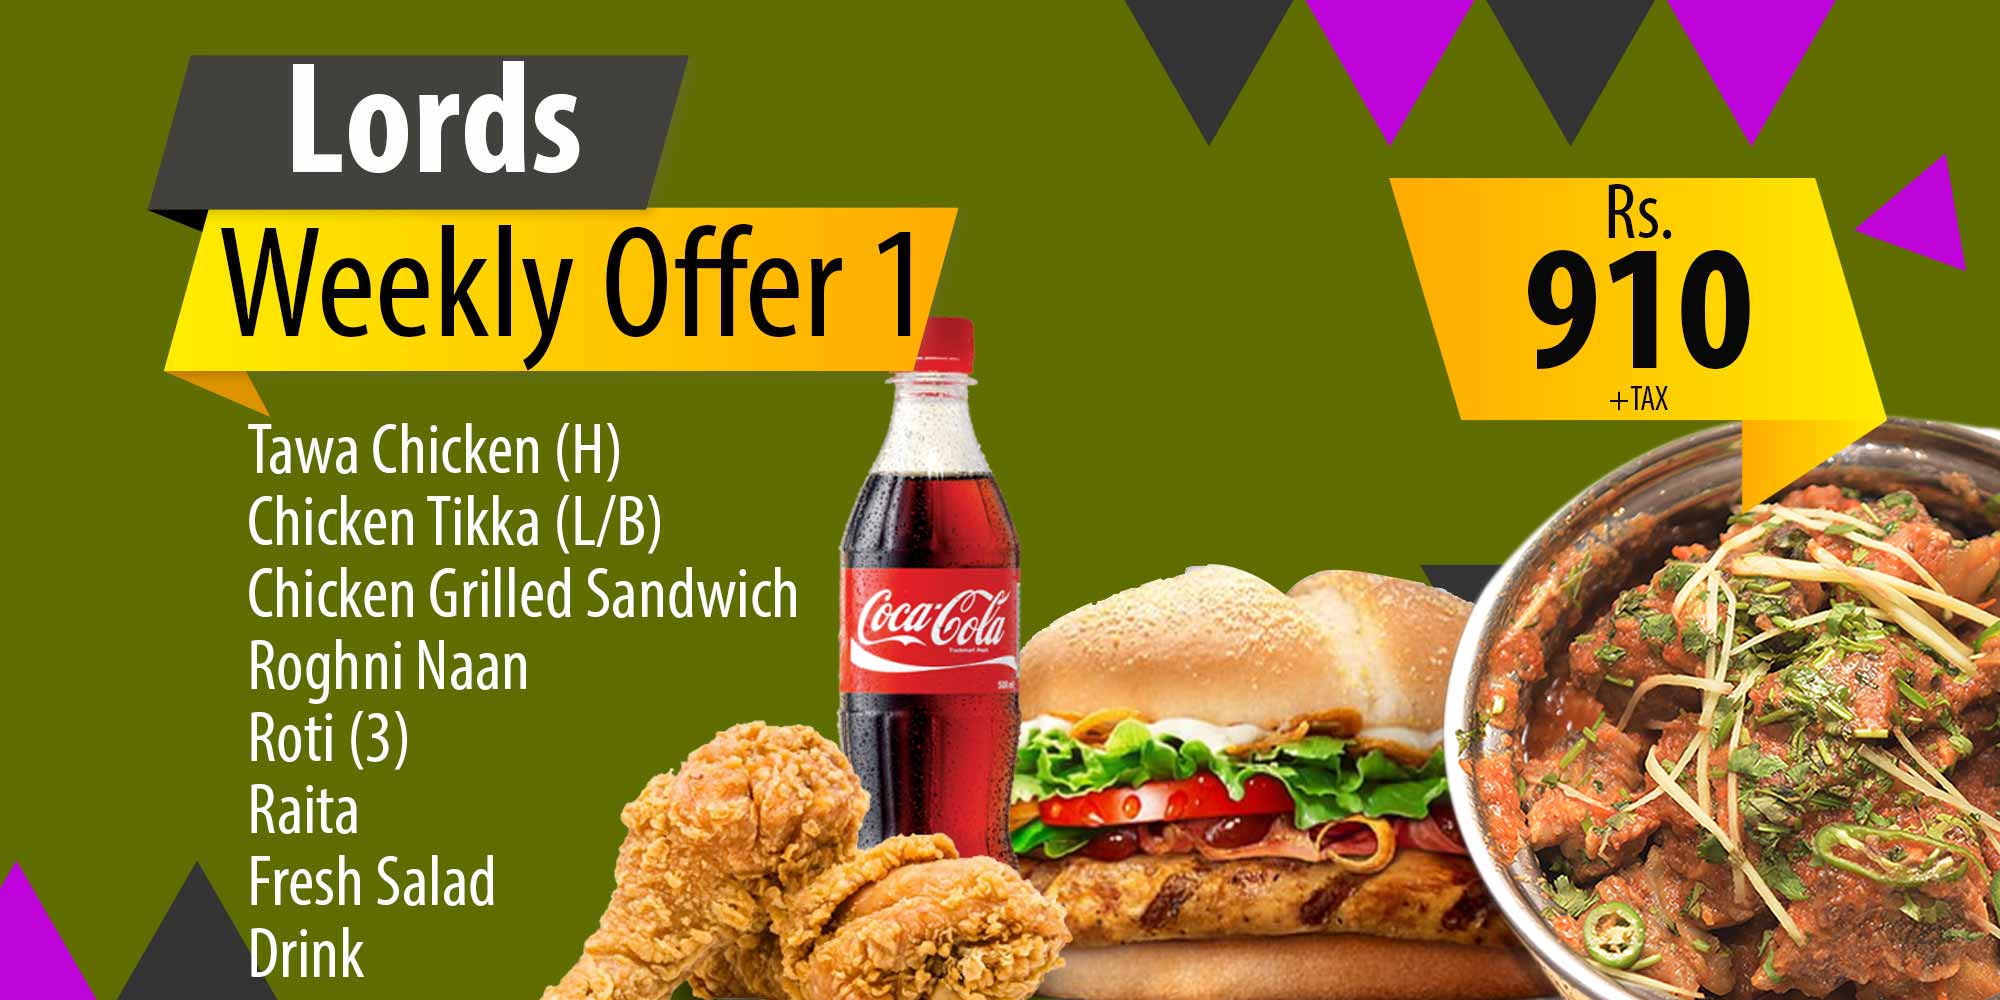 Lords
Weekly Offer 1
Rs.
910
+TAX
Tawa Chicken (H)
Chicken Tikka (L/B)
Chicken Grilled Sandwich
Roghni Naan
Roti (3)
Raita
Fresh Salad
Drink
Coca-Cola